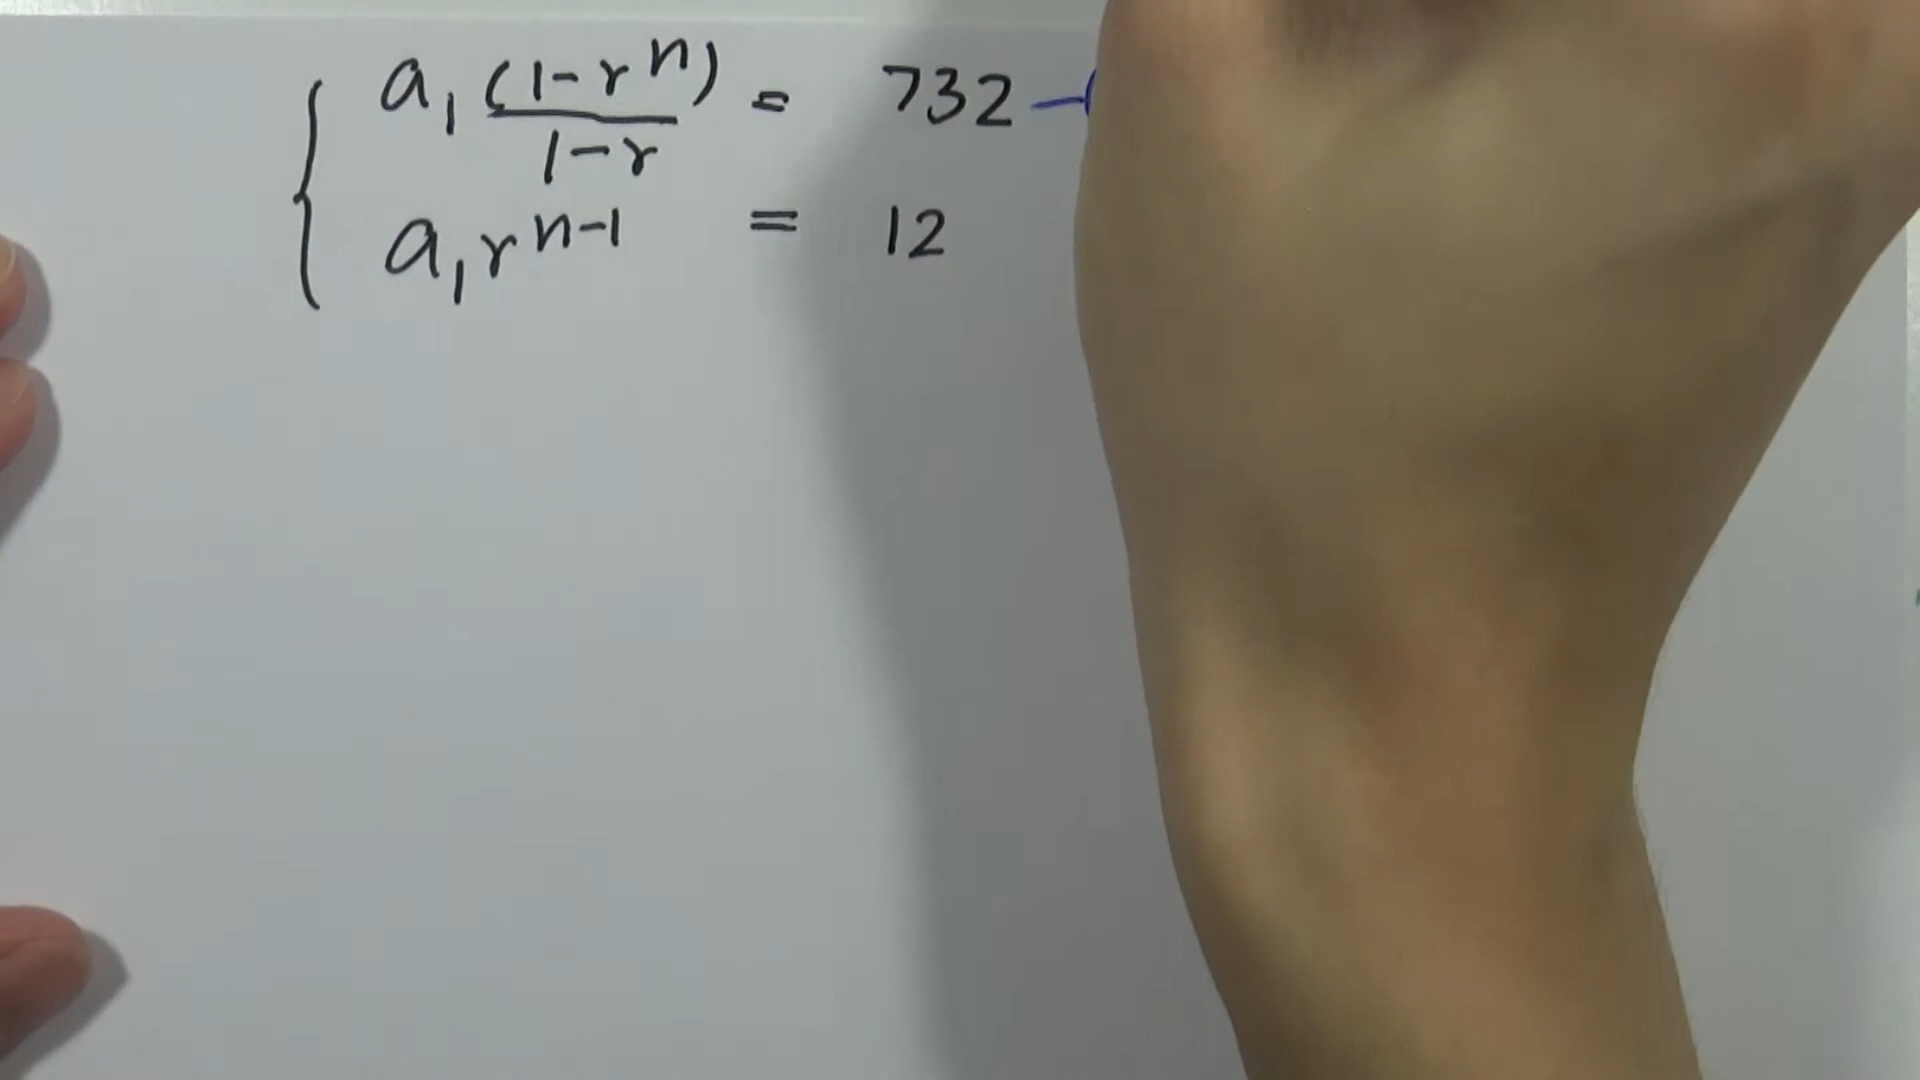 a₁ (1-rⁿ) / 1-r = 732 —
a₁rⁿ⁻¹ = 12